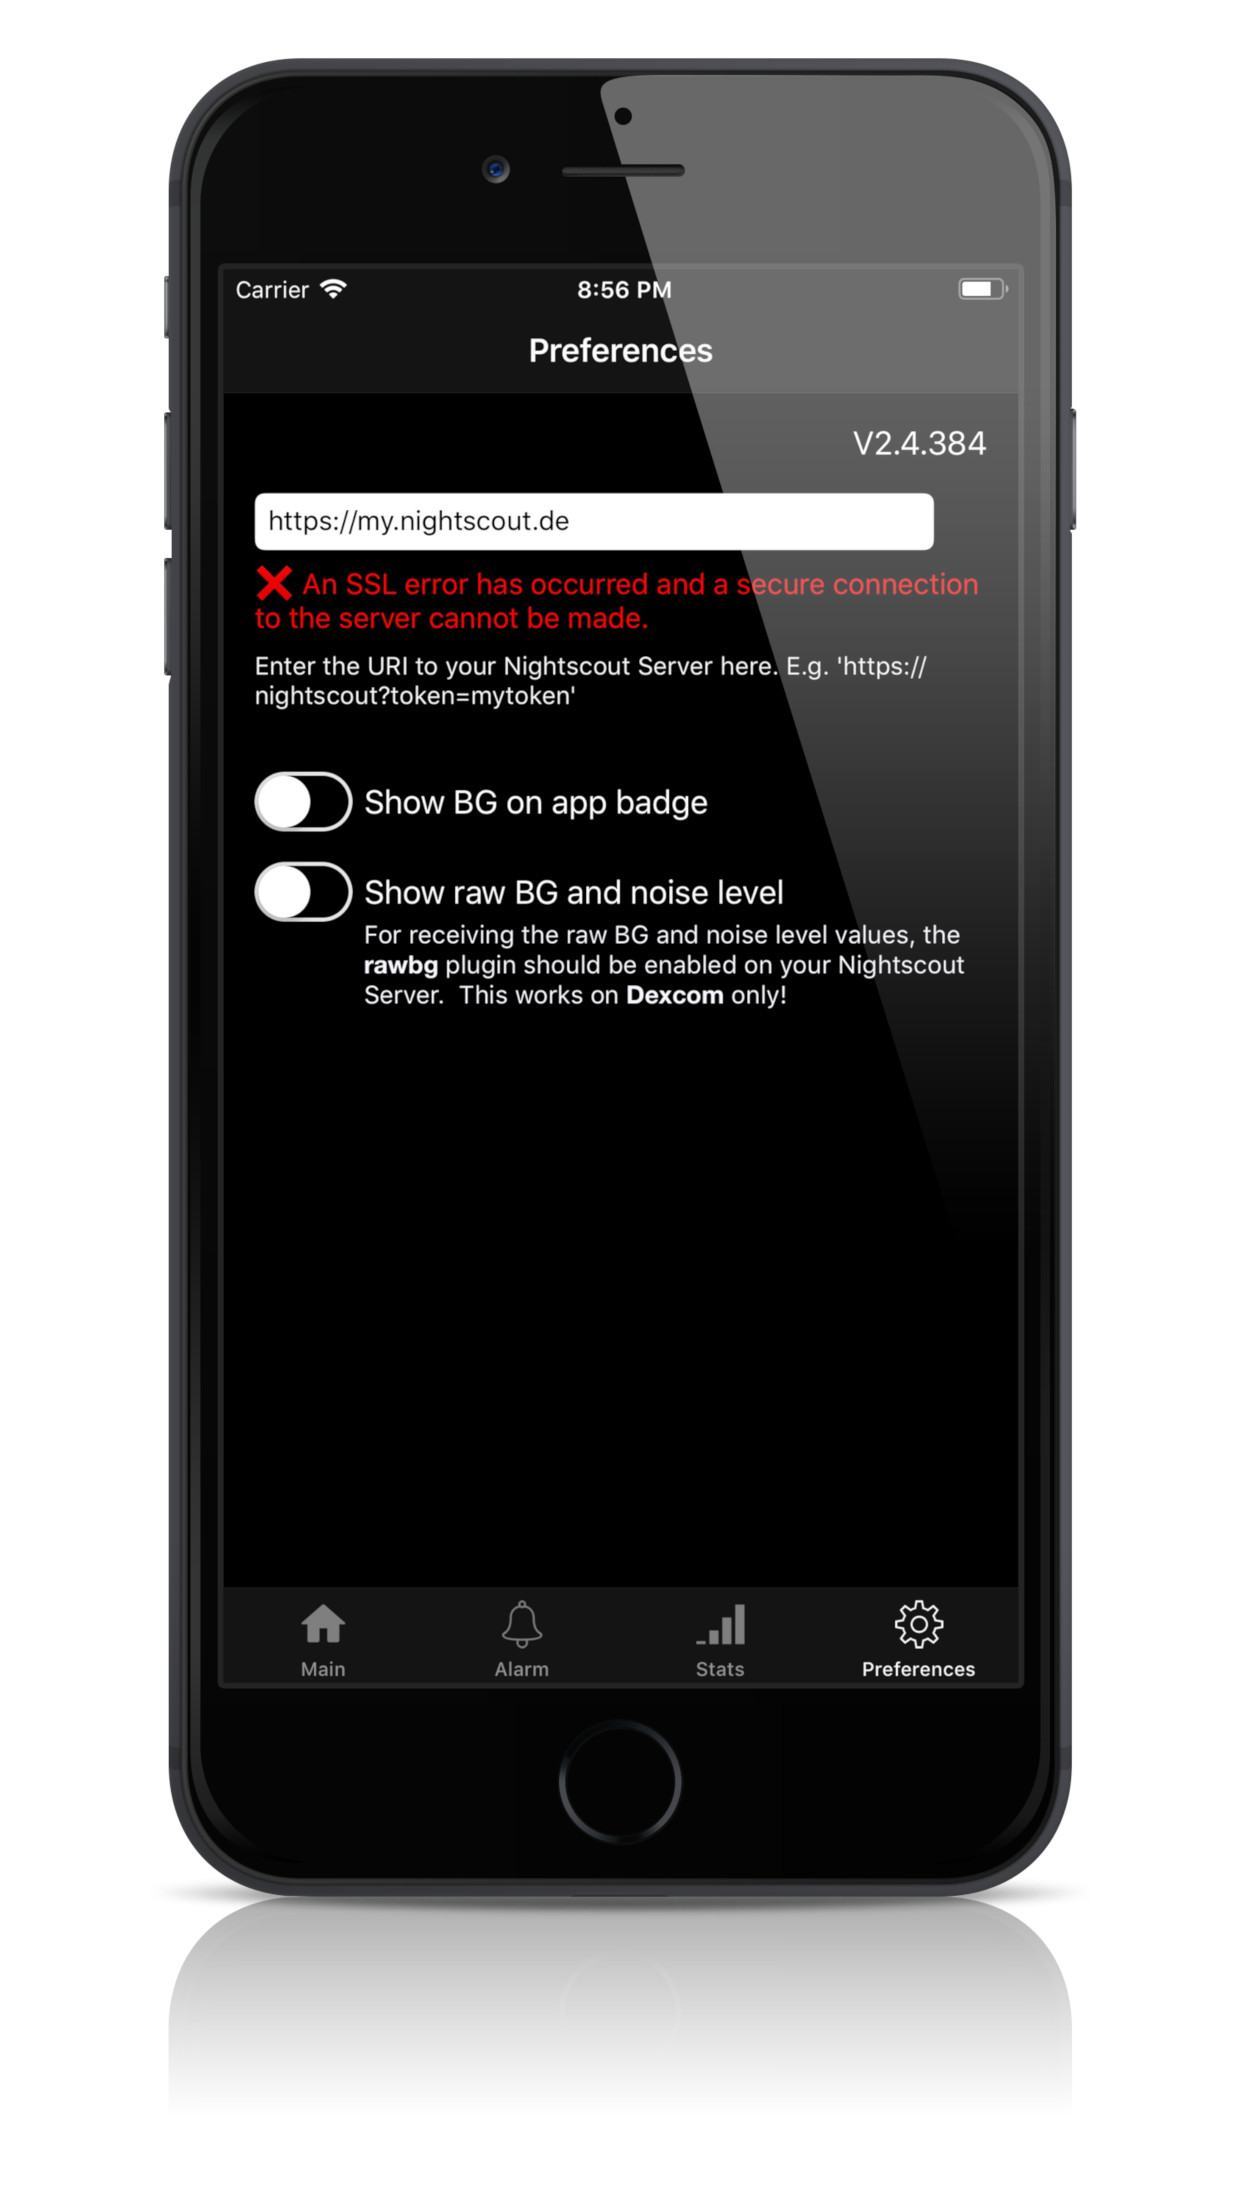 Carrier 8:56 PM
Preferences
V2.4.384
https://my.nightscout.de
❌ An SSL error has occurred and a secure connection
to the server cannot be made.
Enter the URI to your Nightscout Server here. E.g. 'https://
nightscout?token=mytoken'
Show BG on app badge
Show raw BG and noise level
For receiving the raw BG and noise level values, the
rawbg plugin should be enabled on your Nightscout
Server.  This works on Dexcom only!
Main Alarm Stats Preferences